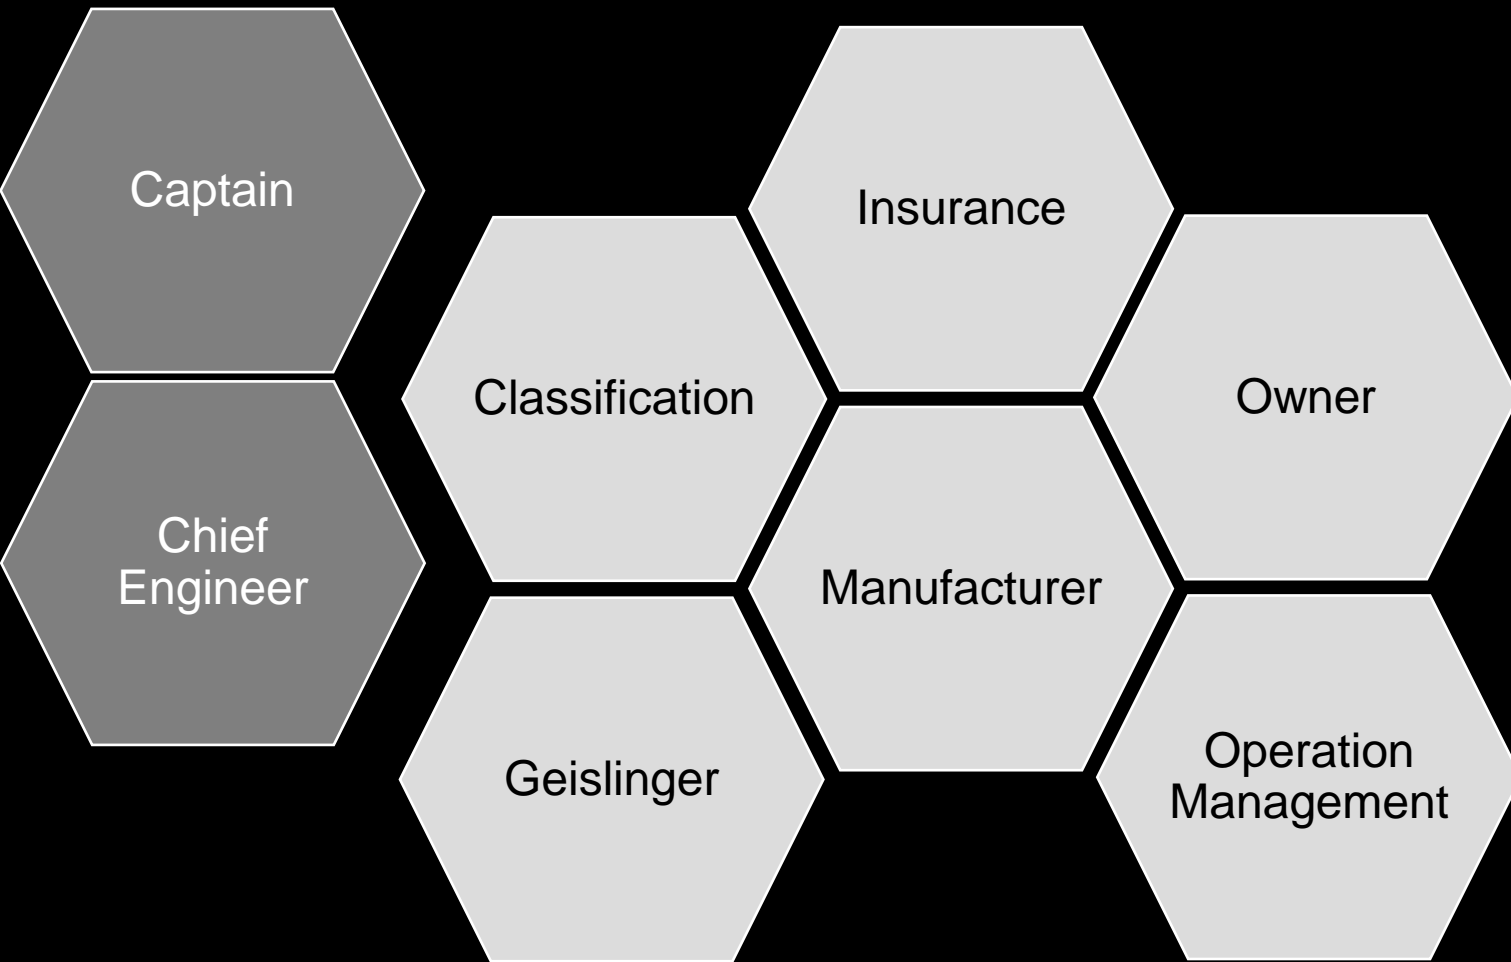 Captain
Insurance
Classification
Owner
Chief
Engineer
Manufacturer
Geislinger
Operation
Management